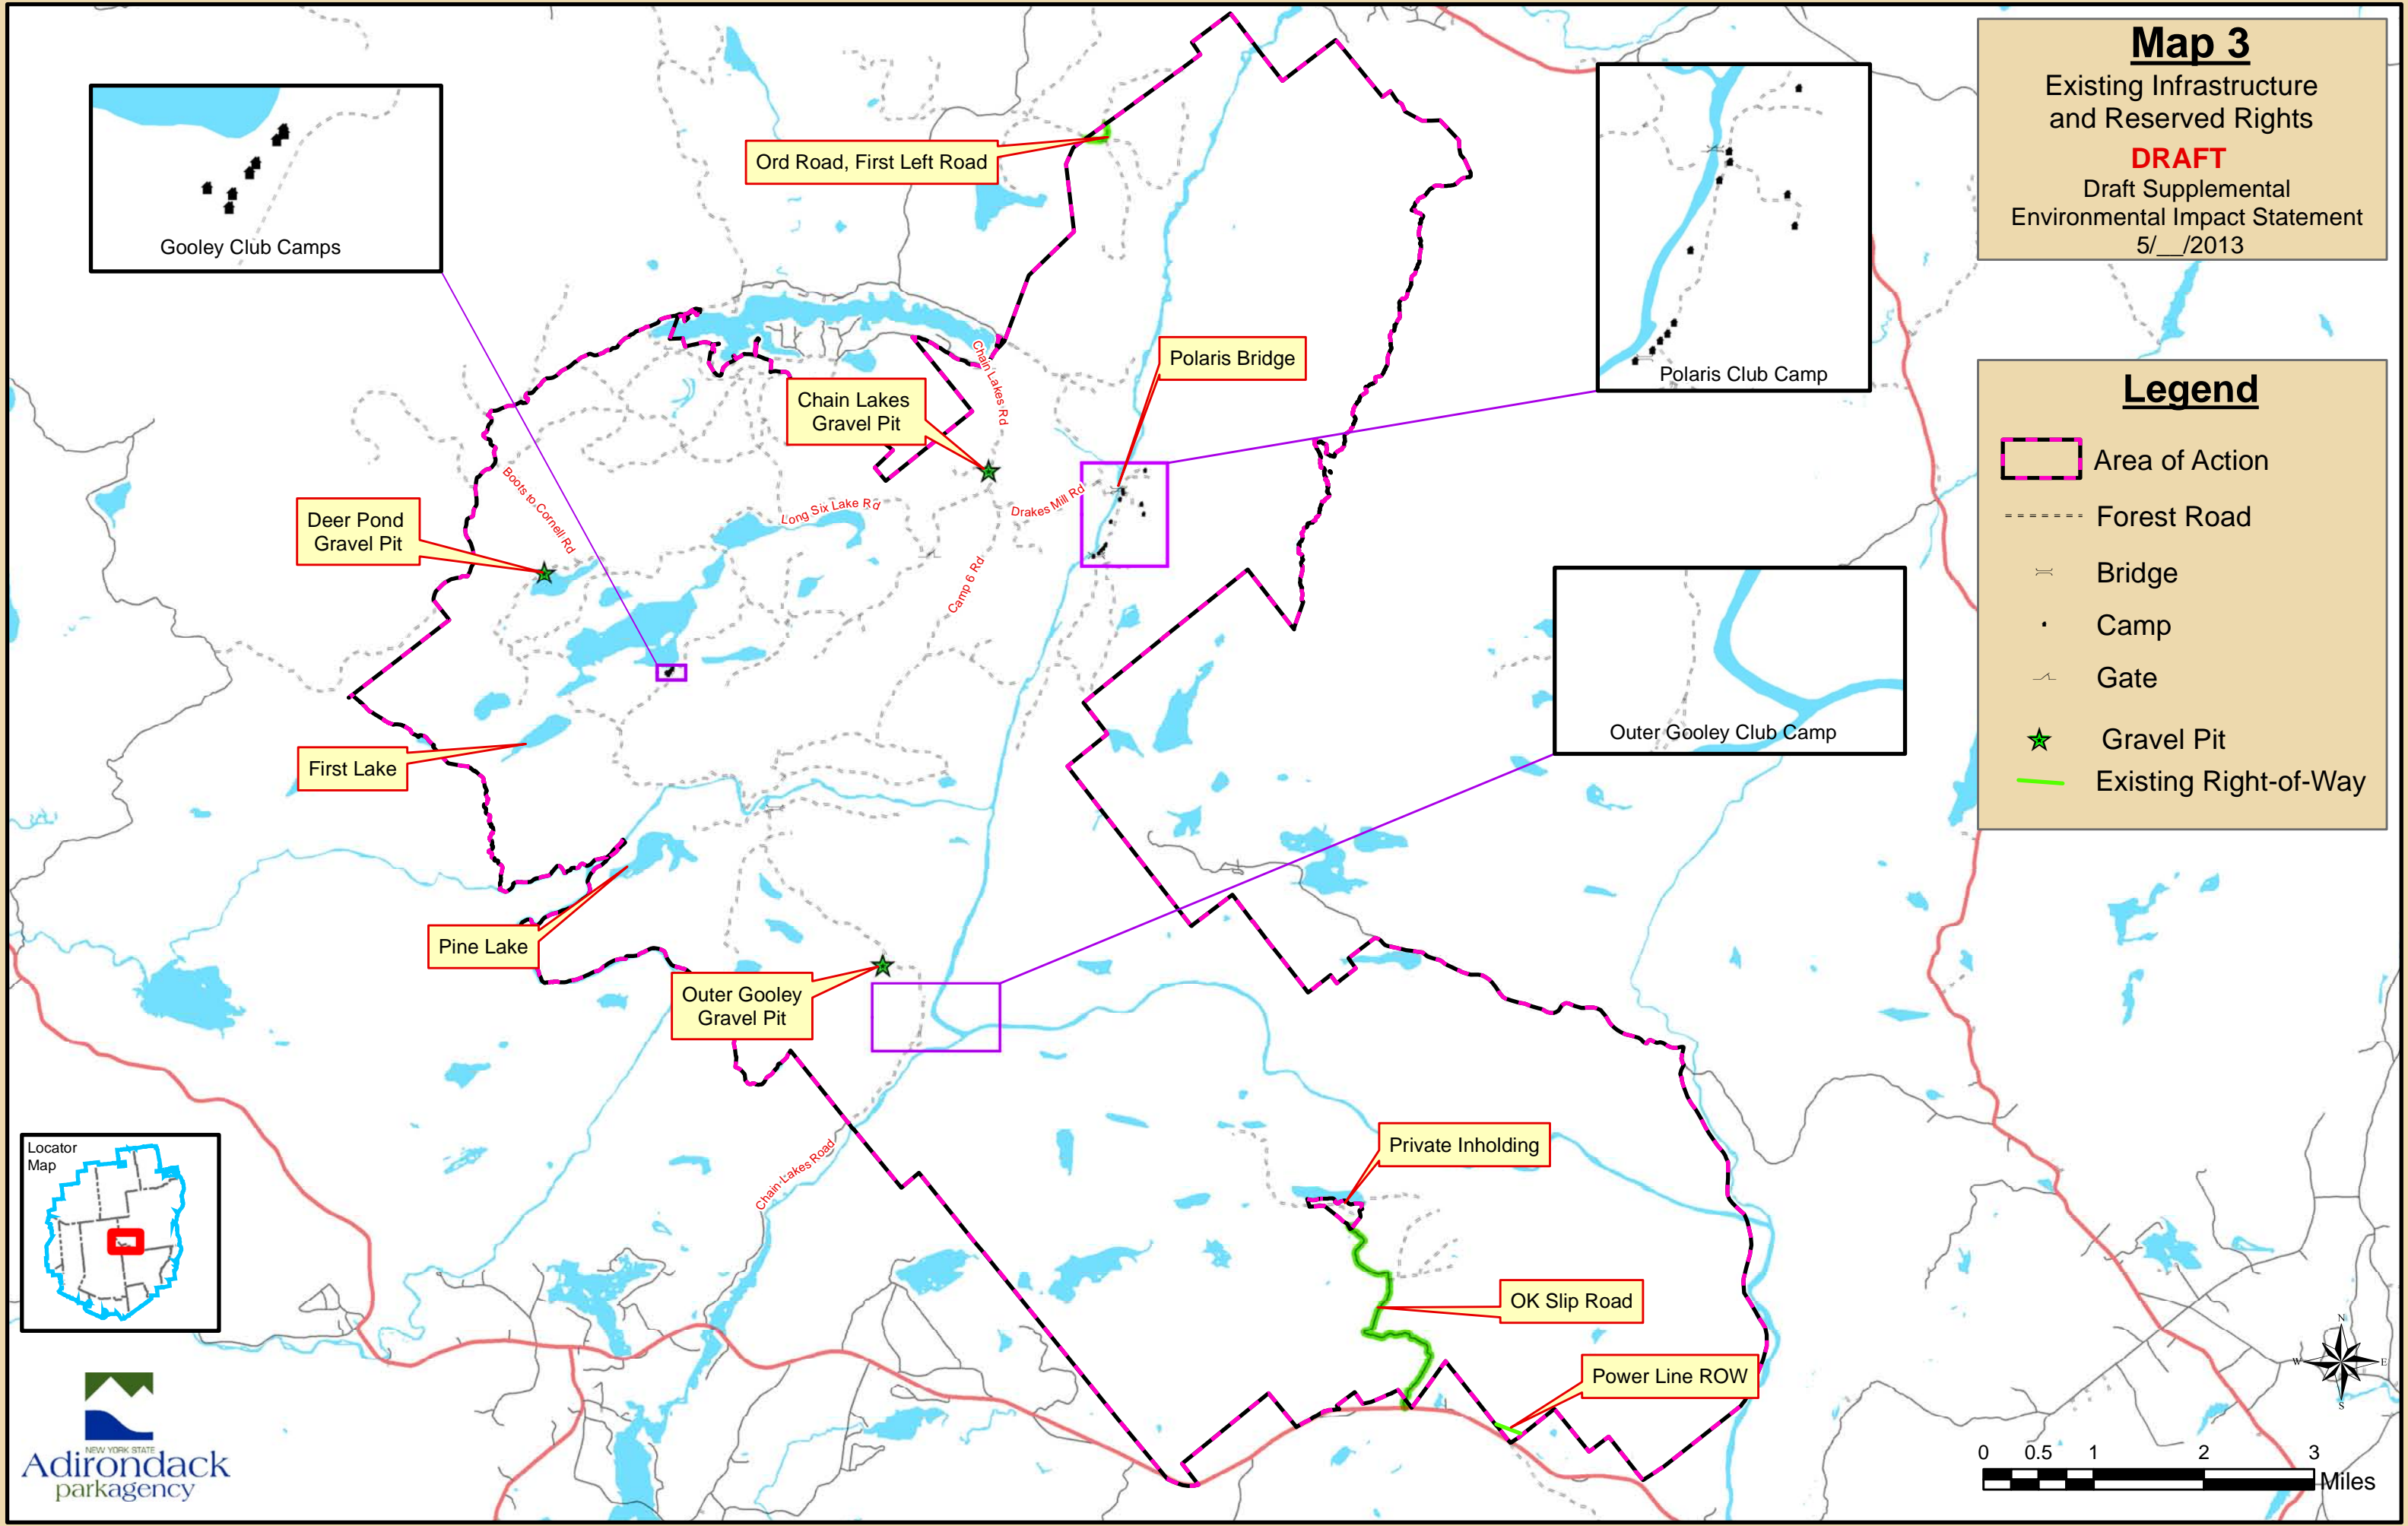 Map 3
Existing Infrastructure
and Reserved Rights
DRAFT
Draft Supplemental
Environmental Impact Statement
5/__/2013
Legend
Area of Action
Forest Road
Bridge
Camp
Gate
Gravel Pit
Existing Right-of-Way
Gooley Club Camps
Ord Road, First Left Road
Polaris Club Camp
Polaris Bridge
Chain Lakes Rd
Chain Lakes
Gravel Pit
Boots to Cornell Rd
Long Six Lake Rd
Drakes Mill Rd
Deer Pond
Gravel Pit
Camp 6 Rd
Outer Gooley Club Camp
First Lake
Pine Lake
Outer Gooley
Gravel Pit
Chain Lakes Road
Private Inholding
OK Slip Road
Power Line ROW
Locator
Map
NEW YORK STATE
Adirondack
parkagency
N
W E
S
0 0.5 1 2 3
Miles